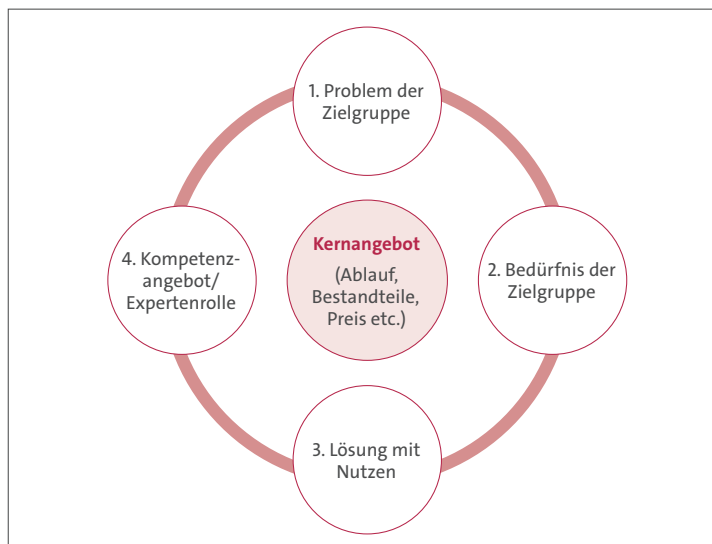 1. Problem der
Zielgruppe
2. Bedürfnis der
Zielgruppe
3. Lösung mit
Nutzen
4. Kompetenz-
angebot/
Expertenrolle
Kernangebot
(Ablauf,
Bestandteile,
Preis etc.)